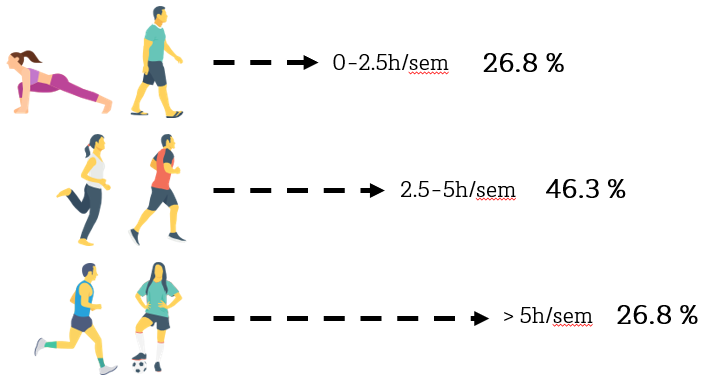 0-2.5h/sem 26.8 %
2.5-5h/sem 46.3 %
> 5h/sem 26.8 %